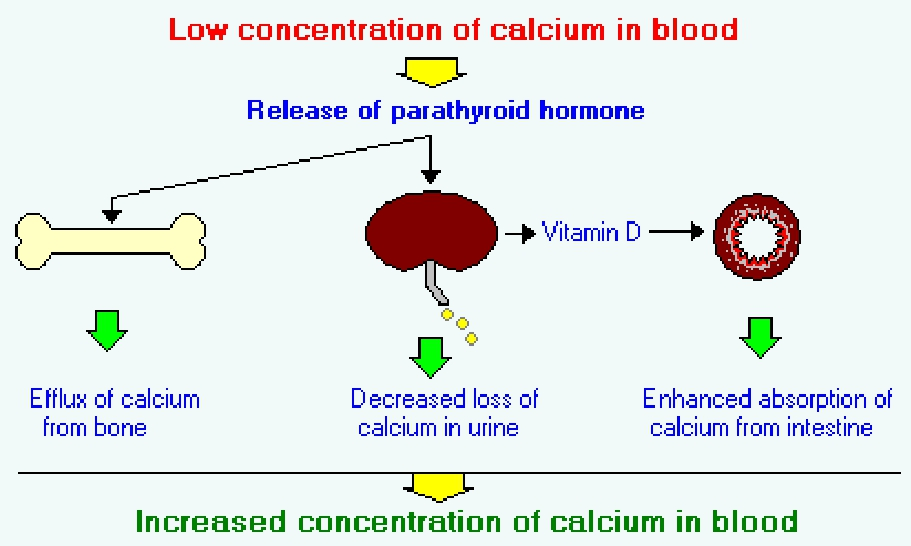 Low concentration of calcium in blood
Release of parathyroid hormone
Vitamin D
Efflux of calcium
from bone
Decreased loss of
calcium in urine
Enhanced absorption of
calcium from intestine
Increased concentration of calcium in blood